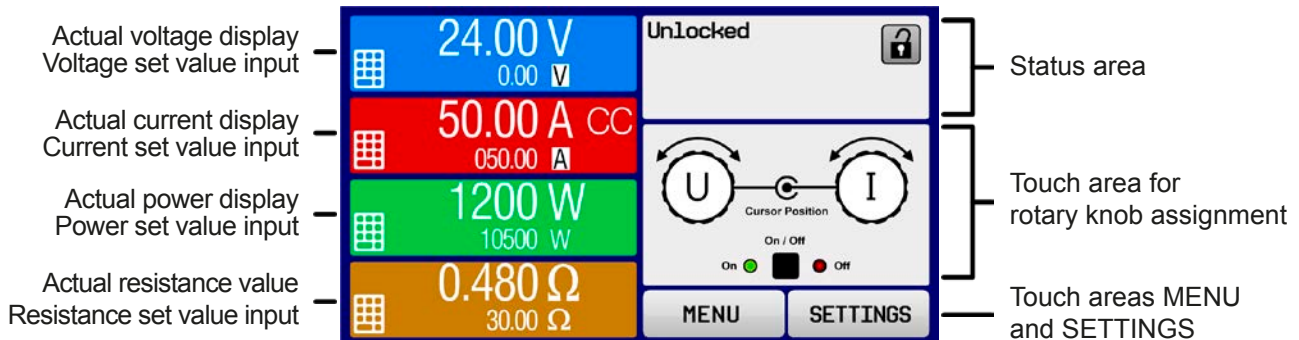 Actual voltage display
Voltage set value input
Actual current display
Current set value input
Actual power display
Power set value input
Actual resistance value
Resistance set value input
24.00 V
0.00 V
50.00 A CC
050.00 A
1200 W
10500 W
0.480 Ω
30.00 Ω
Unlocked
U
I
Cursor Position
On / Off
On
Off
MENU
SETTINGS
Status area
Touch area for
rotary knob assignment
Touch areas MENU
and SETTINGS